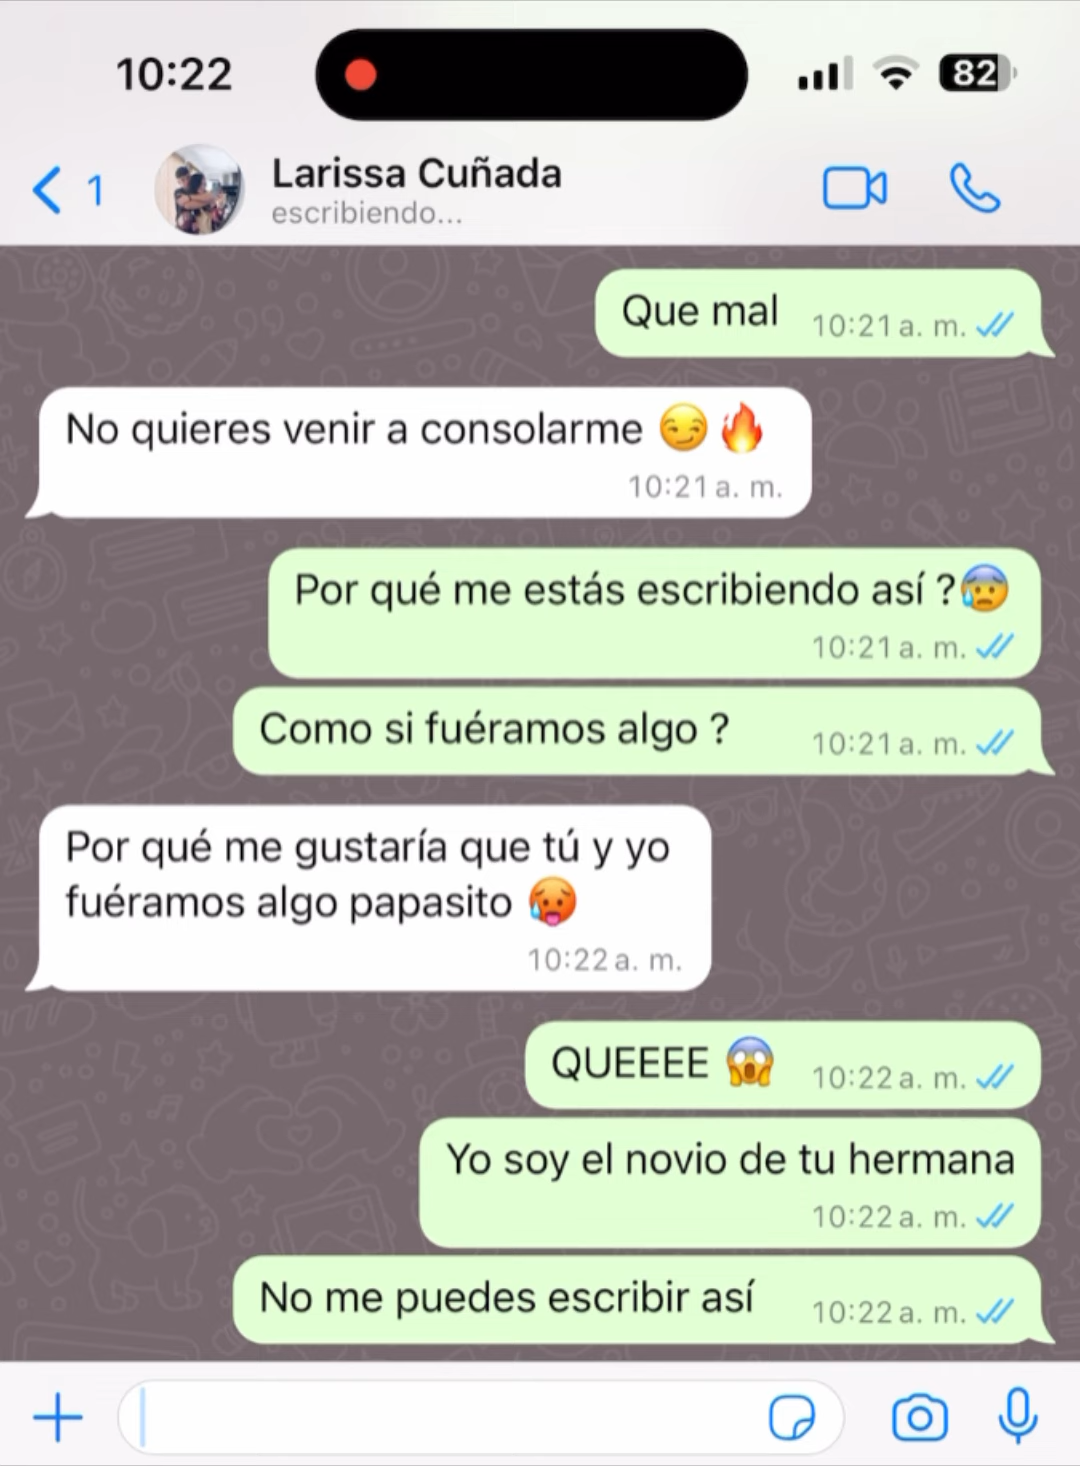 10:22
82
1
Larissa Cuñada
escribiendo...
Que mal
10:21 a. m.
No quieres venir a consolarme 😏🔥
10:21 a. m.
Por qué me estás escribiendo así ?😰
10:21 a. m.
Como si fuéramos algo ?
10:21 a. m.
Por qué me gustaría que tú y yo
fuéramos algo papasito 🥵
10:22 a. m.
QUEEEE 😱
10:22 a. m.
Yo soy el novio de tu hermana
10:22 a. m.
No me puedes escribir así
10:22 a. m.